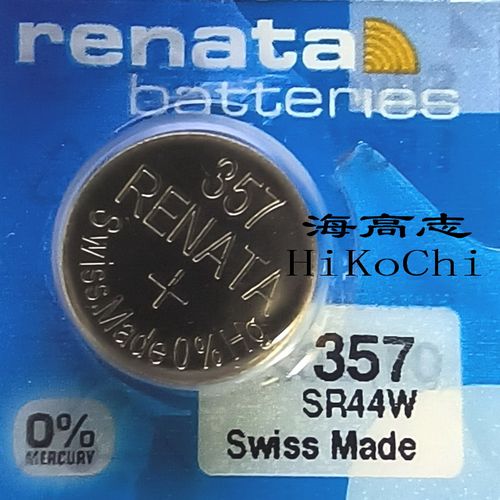 renata
batteries
357
RENATA
+
Swiss Made 0% Hg
海高志
HiKoChi
357
SR44W
Swiss Made
0%
MERCURY